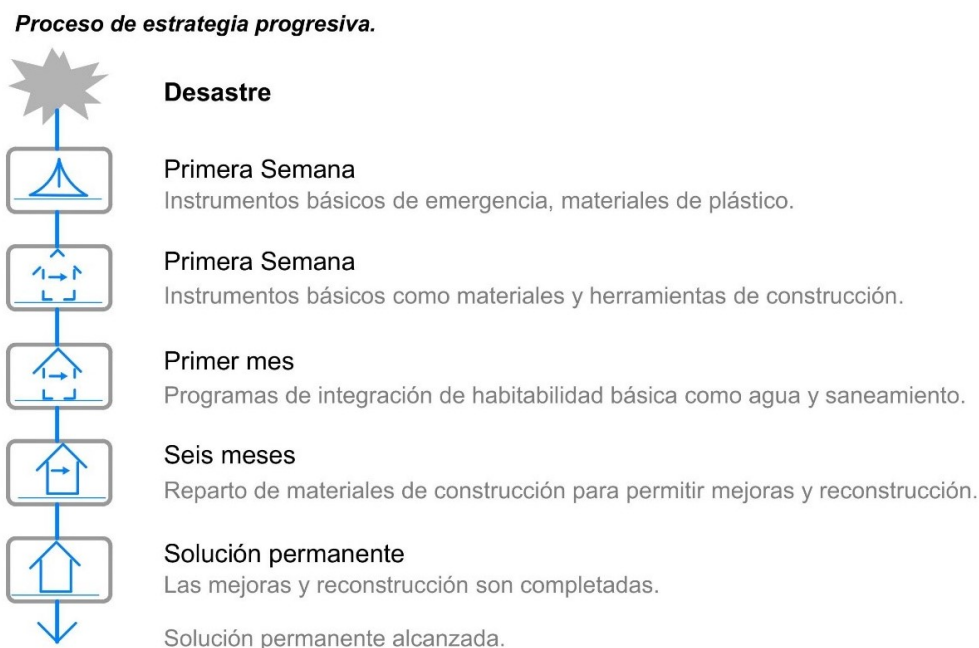 Proceso de estrategia progresiva.
Desastre
Primera Semana
Instrumentos básicos de emergencia, materiales de plástico.
Primera Semana
Instrumentos básicos como materiales y herramientas de construcción.
Primer mes
Programas de integración de habitabilidad básica como agua y saneamiento.
Seis meses
Reparto de materiales de construcción para permitir mejoras y reconstrucción.
Solución permanente
Las mejoras y reconstrucción son completadas.
Solución permanente alcanzada.